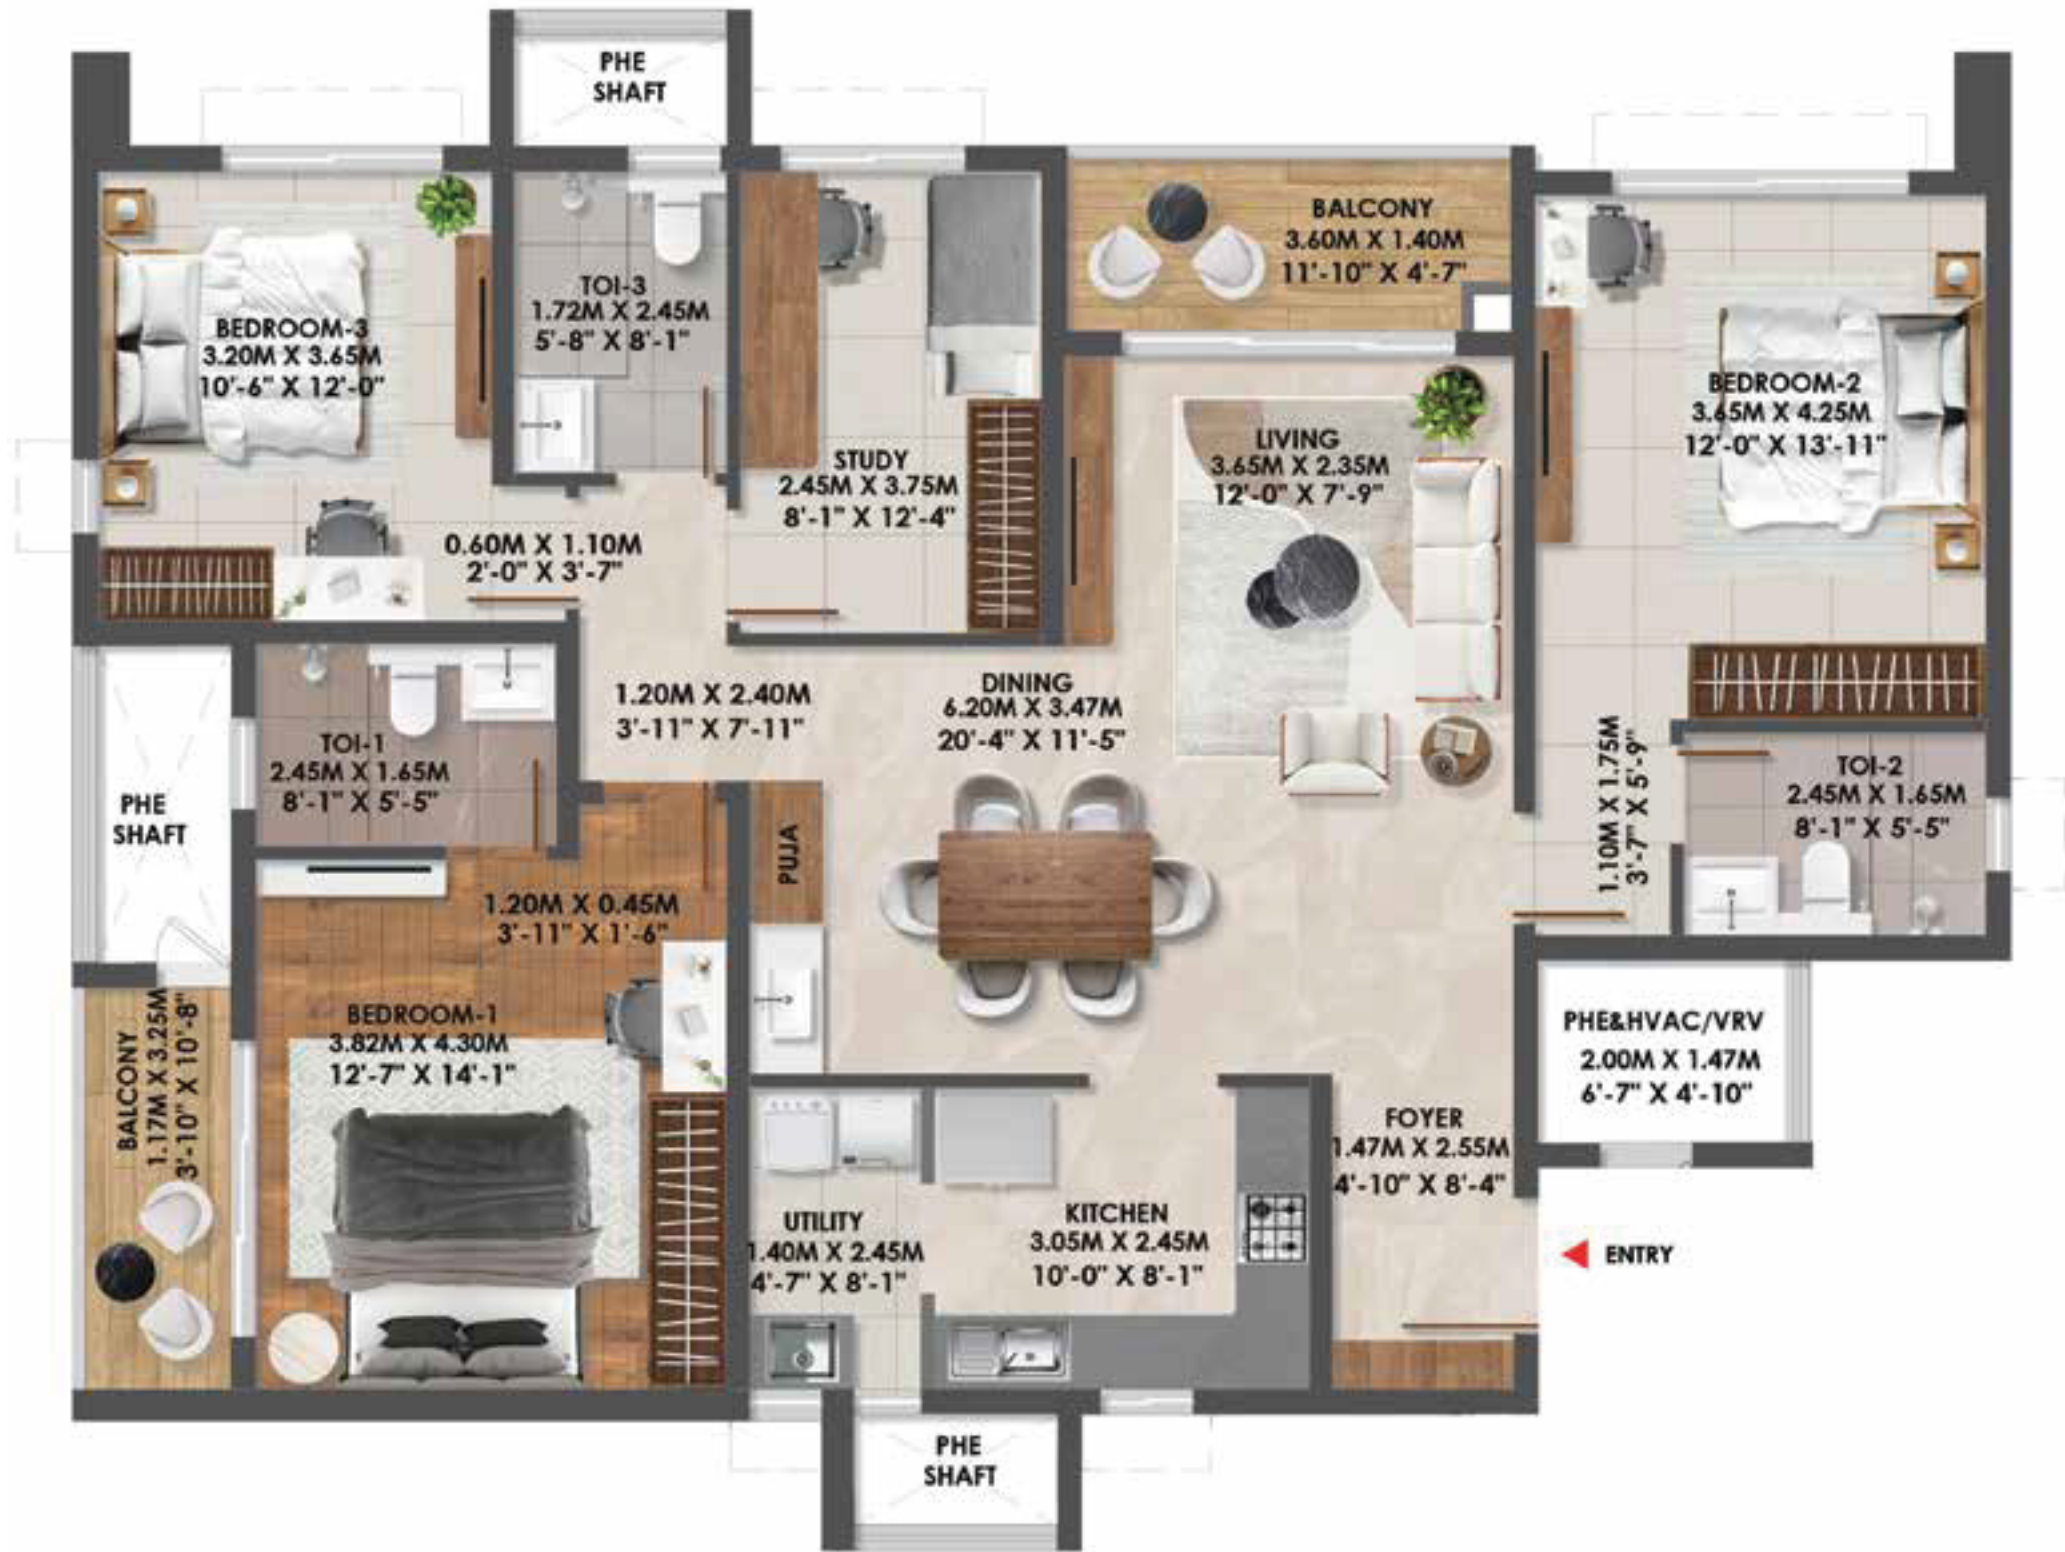 PHE
SHAFT
BALCONY
3.60M X 1.40M
11'-10" X 4'-7"
TOI-3
1.72M X 2.45M
5'-8" X 8'-1"
BEDROOM-3
3.20M X 3.65M
10'-6" X 12'-0"
BEDROOM-2
3.65M X 4.25M
12'-0" X 13'-11"
LIVING
3.65M X 2.35M
12'-0" X 7'-9"
STUDY
2.45M X 3.75M
8'-1" X 12'-4"
0.60M X 1.10M
2'-0" X 3'-7"
1.20M X 2.40M
3'-11" X 7'-11"
DINING
6.20M X 3.47M
20'-4" X 11'-5"
TOI-1
2.45M X 1.65M
8'-1" X 5'-5"
1.10M X 1.75M
3'-7" X 5'-9"
TOI-2
2.45M X 1.65M
8'-1" X 5'-5"
PHE
SHAFT
PUJA
1.20M X 0.45M
3'-11" X 1'-6"
BEDROOM-1
3.82M X 4.30M
12'-7" X 14'-1"
BALCONY
1.17M X 3.25M
3'-10" X 10'-8"
PHE&HVAC/VRV
2.00M X 1.47M
6'-7" X 4'-10"
FOYER
1.47M X 2.55M
4'-10" X 8'-4"
UTILITY
1.40M X 2.45M
4'-7" X 8'-1"
KITCHEN
3.05M X 2.45M
10'-0" X 8'-1"
ENTRY
PHE
SHAFT